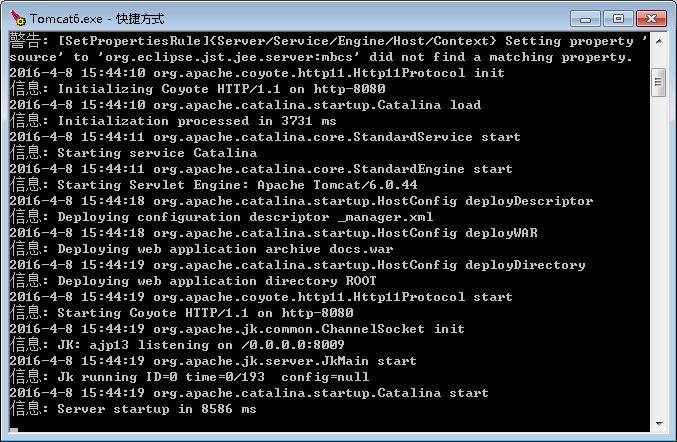 Tomcat6.exe - 快捷方式
警告: [SetPropertiesRule]{Server/Service/Engine/Host/Context} Setting property '
source' to 'org.eclipse.jst.jee.server:mbcs' did not find a matching property.
2016-4-8 15:44:10 org.apache.coyote.http11.Http11Protocol init
信息: Initializing Coyote HTTP/1.1 on http-8080
2016-4-8 15:44:10 org.apache.catalina.startup.Catalina load
信息: Initialization processed in 3731 ms
2016-4-8 15:44:11 org.apache.catalina.core.StandardService start
信息: Starting service Catalina
2016-4-8 15:44:11 org.apache.catalina.core.StandardEngine start
信息: Starting Servlet Engine: Apache Tomcat/6.0.44
2016-4-8 15:44:18 org.apache.catalina.startup.HostConfig deployDescriptor
信息: Deploying configuration descriptor _manager.xml
2016-4-8 15:44:18 org.apache.catalina.startup.HostConfig deployWAR
信息: Deploying web application archive docs.war
2016-4-8 15:44:19 org.apache.catalina.startup.HostConfig deployDirectory
信息: Deploying web application directory ROOT
2016-4-8 15:44:19 org.apache.coyote.http11.Http11Protocol start
信息: Starting Coyote HTTP/1.1 on http-8080
2016-4-8 15:44:19 org.apache.jk.common.ChannelSocket init
信息: JK: ajp13 listening on /0.0.0.0:8009
2016-4-8 15:44:19 org.apache.jk.server.JkMain start
信息: Jk running ID=0 time=0/193  config=null
2016-4-8 15:44:19 org.apache.catalina.startup.Catalina start
信息: Server startup in 8586 ms